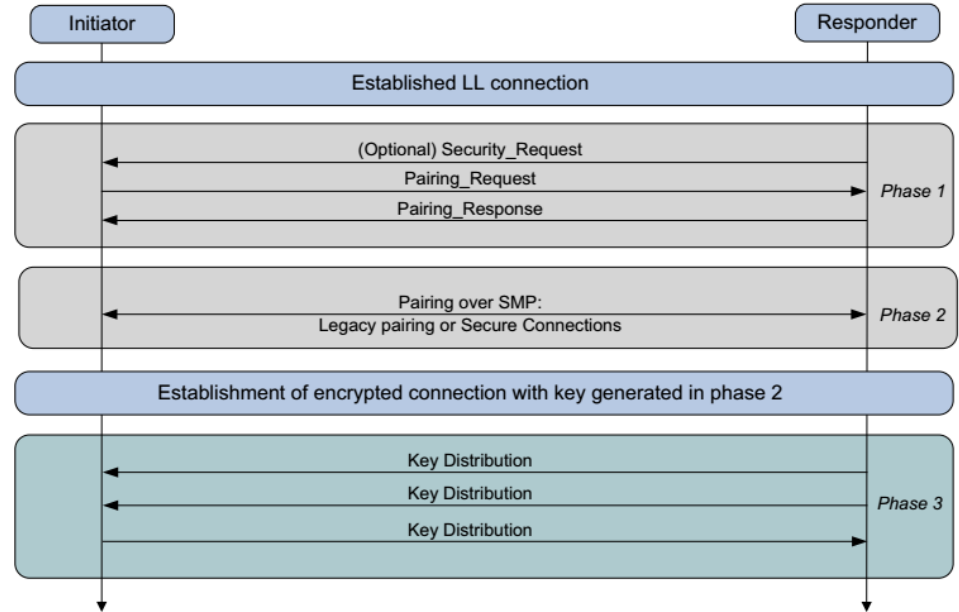 Initiator
Responder
Established LL connection
(Optional) Security_Request
Pairing_Request
Phase 1
Pairing_Response
Pairing over SMP:
Phase 2
Legacy pairing or Secure Connections
Establishment of encrypted connection with key generated in phase 2
Key Distribution
Key Distribution
Phase 3
Key Distribution